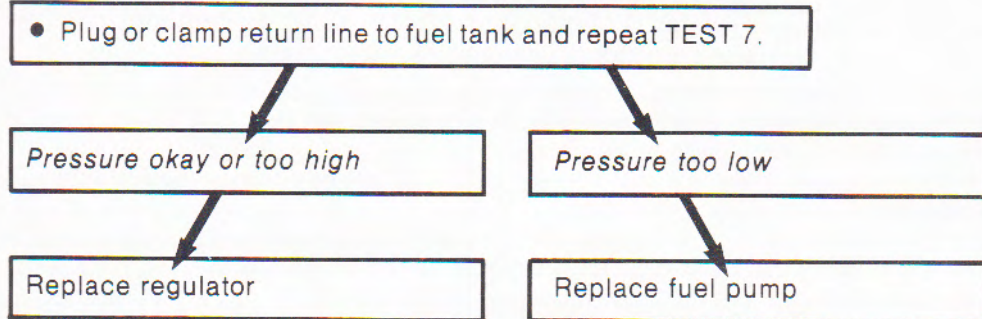 • Plug or clamp return line to fuel tank and repeat TEST 7.
Pressure okay or too high
Pressure too low
Replace regulator
Replace fuel pump